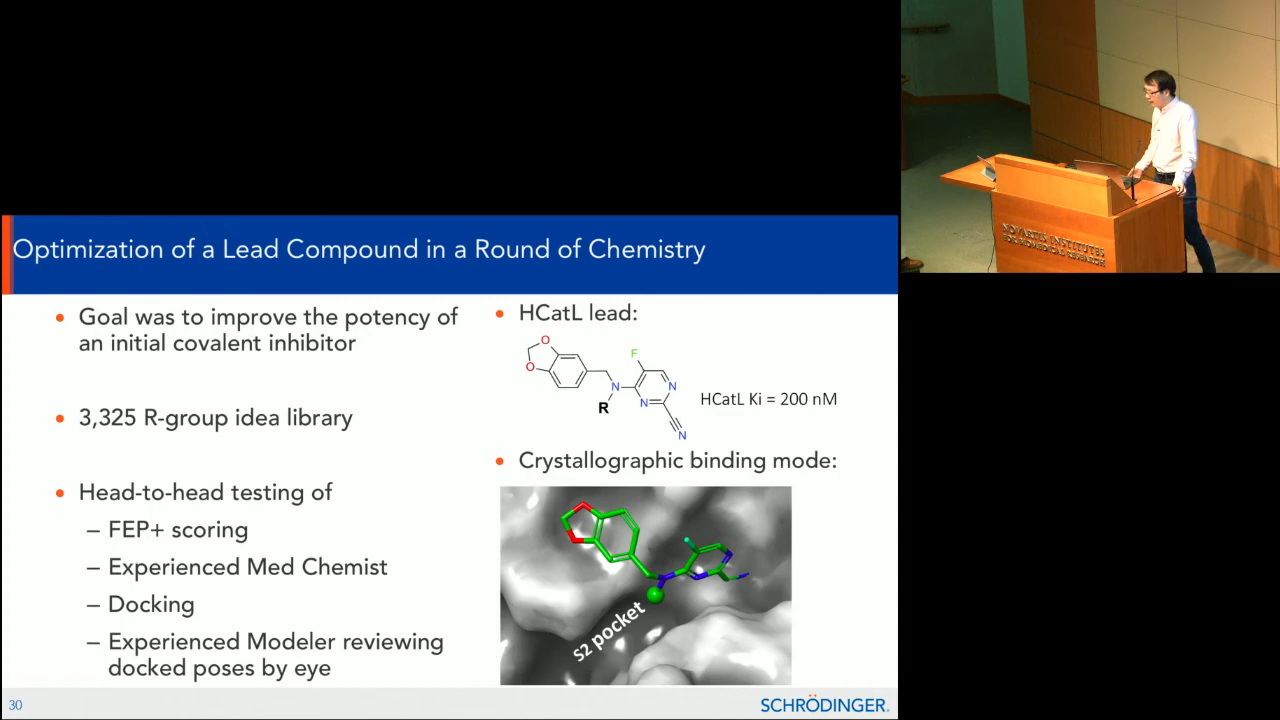 Optimization of a Lead Compound in a Round of Chemistry
• Goal was to improve the potency of
an initial covalent inhibitor
• 3,325 R-group idea library
• Head-to-head testing of
– FEP+ scoring
– Experienced Med Chemist
– Docking
– Experienced Modeler reviewing
docked poses by eye
• HCatL lead:
O
O
F
N
N
N
R
N
HCatL Ki = 200 nM
• Crystallographic binding mode:
S2 pocket
30
SCHRÖDINGER.
NOVARTIS INSTITUTES
FOR BIOMEDICAL RESEARCH